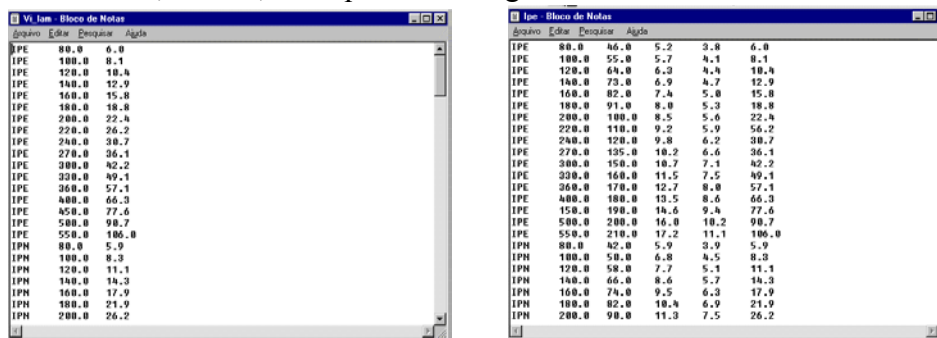 Vi_lam - Bloco de Notas
Arquivo Editar Pesquisar Ajuda
IPE 80.0 6.0
IPE 100.0 8.1
IPE 120.0 10.4
IPE 140.0 12.9
IPE 160.0 15.8
IPE 180.0 18.8
IPE 200.0 22.4
IPE 220.0 26.2
IPE 240.0 30.7
IPE 270.0 36.1
IPE 300.0 42.2
IPE 330.0 49.1
IPE 360.0 57.1
IPE 400.0 66.3
IPE 450.0 77.6
IPE 500.0 90.7
IPE 550.0 106.0
IPN 80.0 5.9
IPN 100.0 8.3
IPN 120.0 11.1
IPN 140.0 14.3
IPN 160.0 17.9
IPN 180.0 21.9
IPN 200.0 26.2
Ipe - Bloco de Notas
Arquivo Editar Pesquisar Ajuda
IPE 80.0 46.0 5.2 3.8 6.0
IPE 100.0 55.0 5.7 4.1 8.1
IPE 120.0 64.0 6.3 4.4 10.4
IPE 140.0 73.0 6.9 4.7 12.9
IPE 160.0 82.0 7.4 5.0 15.8
IPE 180.0 91.0 8.0 5.3 18.8
IPE 200.0 100.0 8.5 5.6 22.4
IPE 220.0 110.0 9.2 5.9 56.2
IPE 240.0 120.0 9.8 6.2 30.7
IPE 270.0 135.0 10.2 6.6 36.1
IPE 300.0 150.0 10.7 7.1 42.2
IPE 330.0 160.0 11.5 7.5 49.1
IPE 360.0 170.0 12.7 8.0 57.1
IPE 400.0 180.0 13.5 8.6 66.3
IPE 150.0 190.0 14.6 9.4 77.6
IPE 500.0 200.0 16.0 10.2 90.7
IPE 550.0 210.0 17.2 11.1 106.0
IPN 80.0 42.0 5.9 3.9 5.9
IPN 100.0 50.0 6.8 4.5 8.3
IPN 120.0 58.0 7.7 5.1 11.1
IPN 140.0 66.0 8.6 5.7 14.3
IPN 160.0 74.0 9.5 6.3 17.9
IPN 180.0 82.0 10.4 6.9 21.9
IPN 200.0 90.0 11.3 7.5 26.2